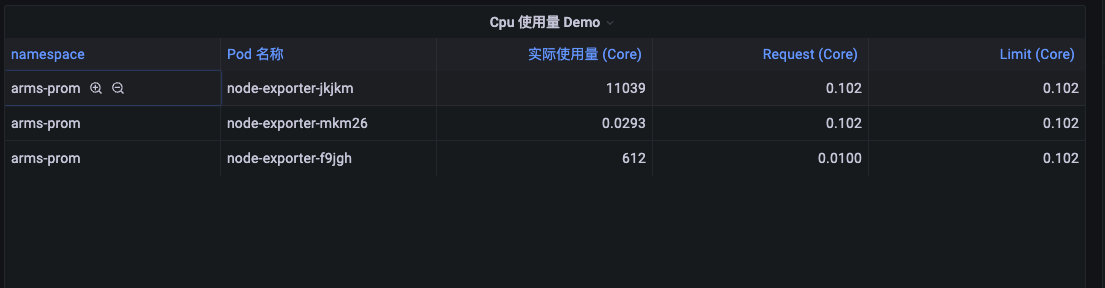 Cpu 使用量 Demo
namespace Pod 名称 实际使用量 (Core) Request (Core) Limit (Core)
arms-prom node-exporter-jkjkm 11039 0.102 0.102
arms-prom node-exporter-mkm26 0.0293 0.102 0.102
arms-prom node-exporter-f9jgh 612 0.0100 0.102